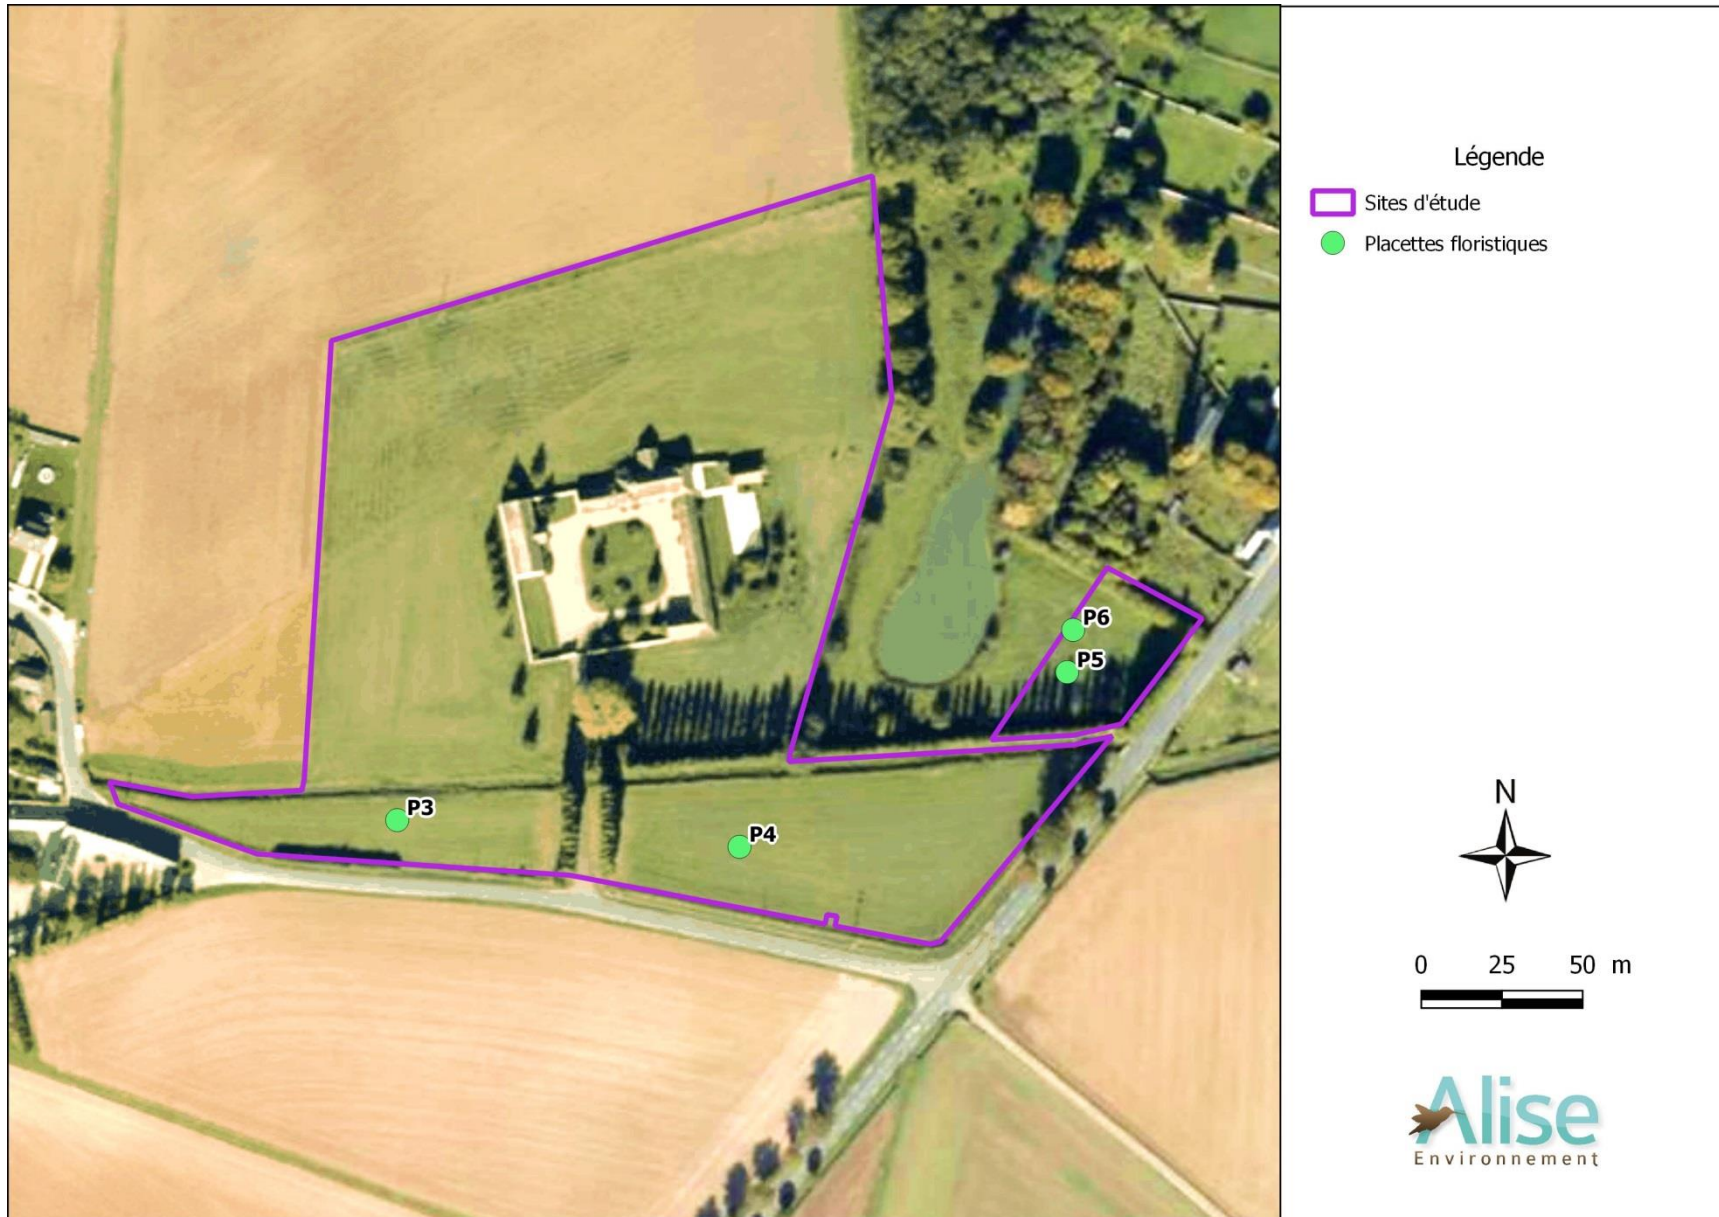 Légende
Sites d'étude
Placettes floristiques
P6
P5
P3
P4
N
0 25 50 m
Alise
Environnement